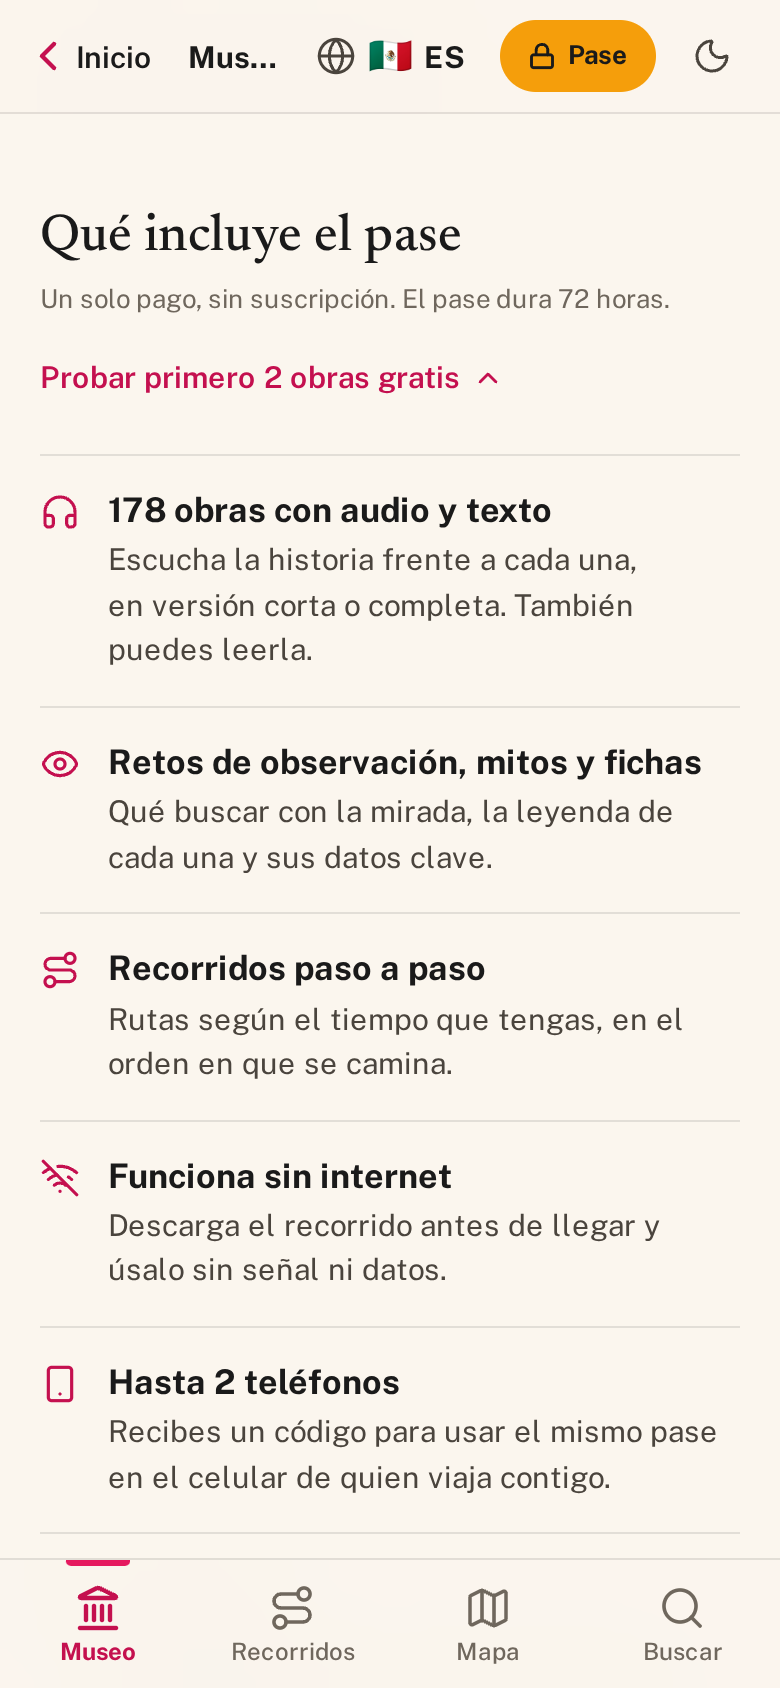 Inicio
Mus...
ES
Pase
Qué incluye el pase
Un solo pago, sin suscripción. El pase dura 72 horas.
Probar primero 2 obras gratis
178 obras con audio y texto
Escucha la historia frente a cada una,
en versión corta o completa. También
puedes leerla.
Retos de observación, mitos y fichas
Qué buscar con la mirada, la leyenda de
cada una y sus datos clave.
Recorridos paso a paso
Rutas según el tiempo que tengas, en el
orden en que se camina.
Funciona sin internet
Descarga el recorrido antes de llegar y
úsalo sin señal ni datos.
Hasta 2 teléfonos
Recibes un código para usar el mismo pase
en el celular de quien viaja contigo.
Museo
Recorridos
Mapa
Buscar